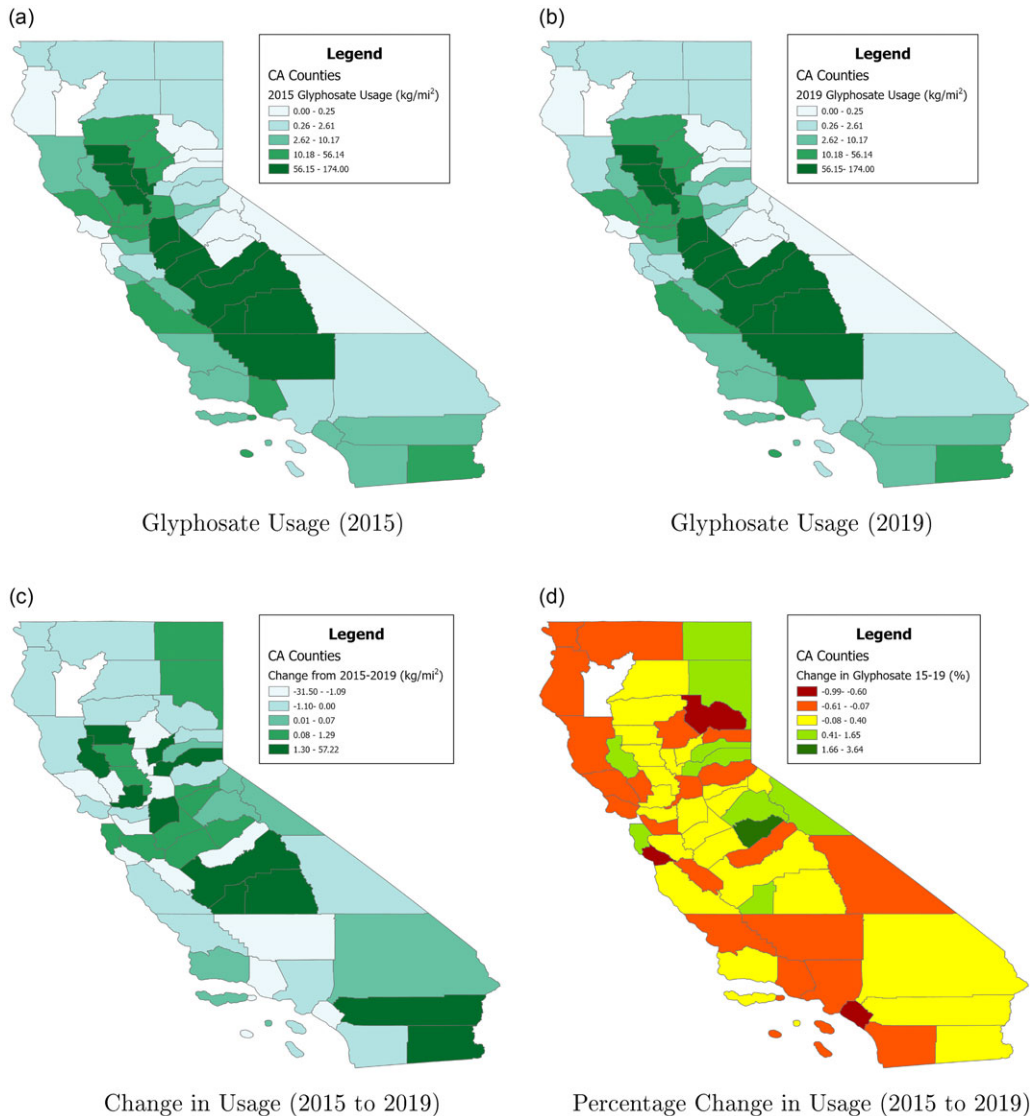 (a)
Legend
CA Counties
2015 Glyphosate Usage (kg/mi²)
0.00 - 0.25
0.26 - 2.61
2.62 - 10.17
10.18 - 56.14
56.15- 174.00
Glyphosate Usage (2015)
(b)
Legend
CA Counties
2019 Glyphosate Usage (kg/mi²)
0.00 - 0.25
0.26 - 2.61
2.62 - 10.17
10.18 - 56.14
56.15 - 174.00
Glyphosate Usage (2019)
(c)
Legend
CA Counties
Change from 2015-2019 (kg/mi²)
-31.50 - -1.09
-1.10- 0.00
0.01 - 0.07
0.08 - 1.29
1.30 - 57.22
Change in Usage (2015 to 2019)
(d)
Legend
CA Counties
Change in Glyphosate 15-19 (%)
-0.99- -0.60
-0.61 - -0.07
-0.08 - 0.40
0.41- 1.65
1.66 - 3.64
Percentage Change in Usage (2015 to 2019)